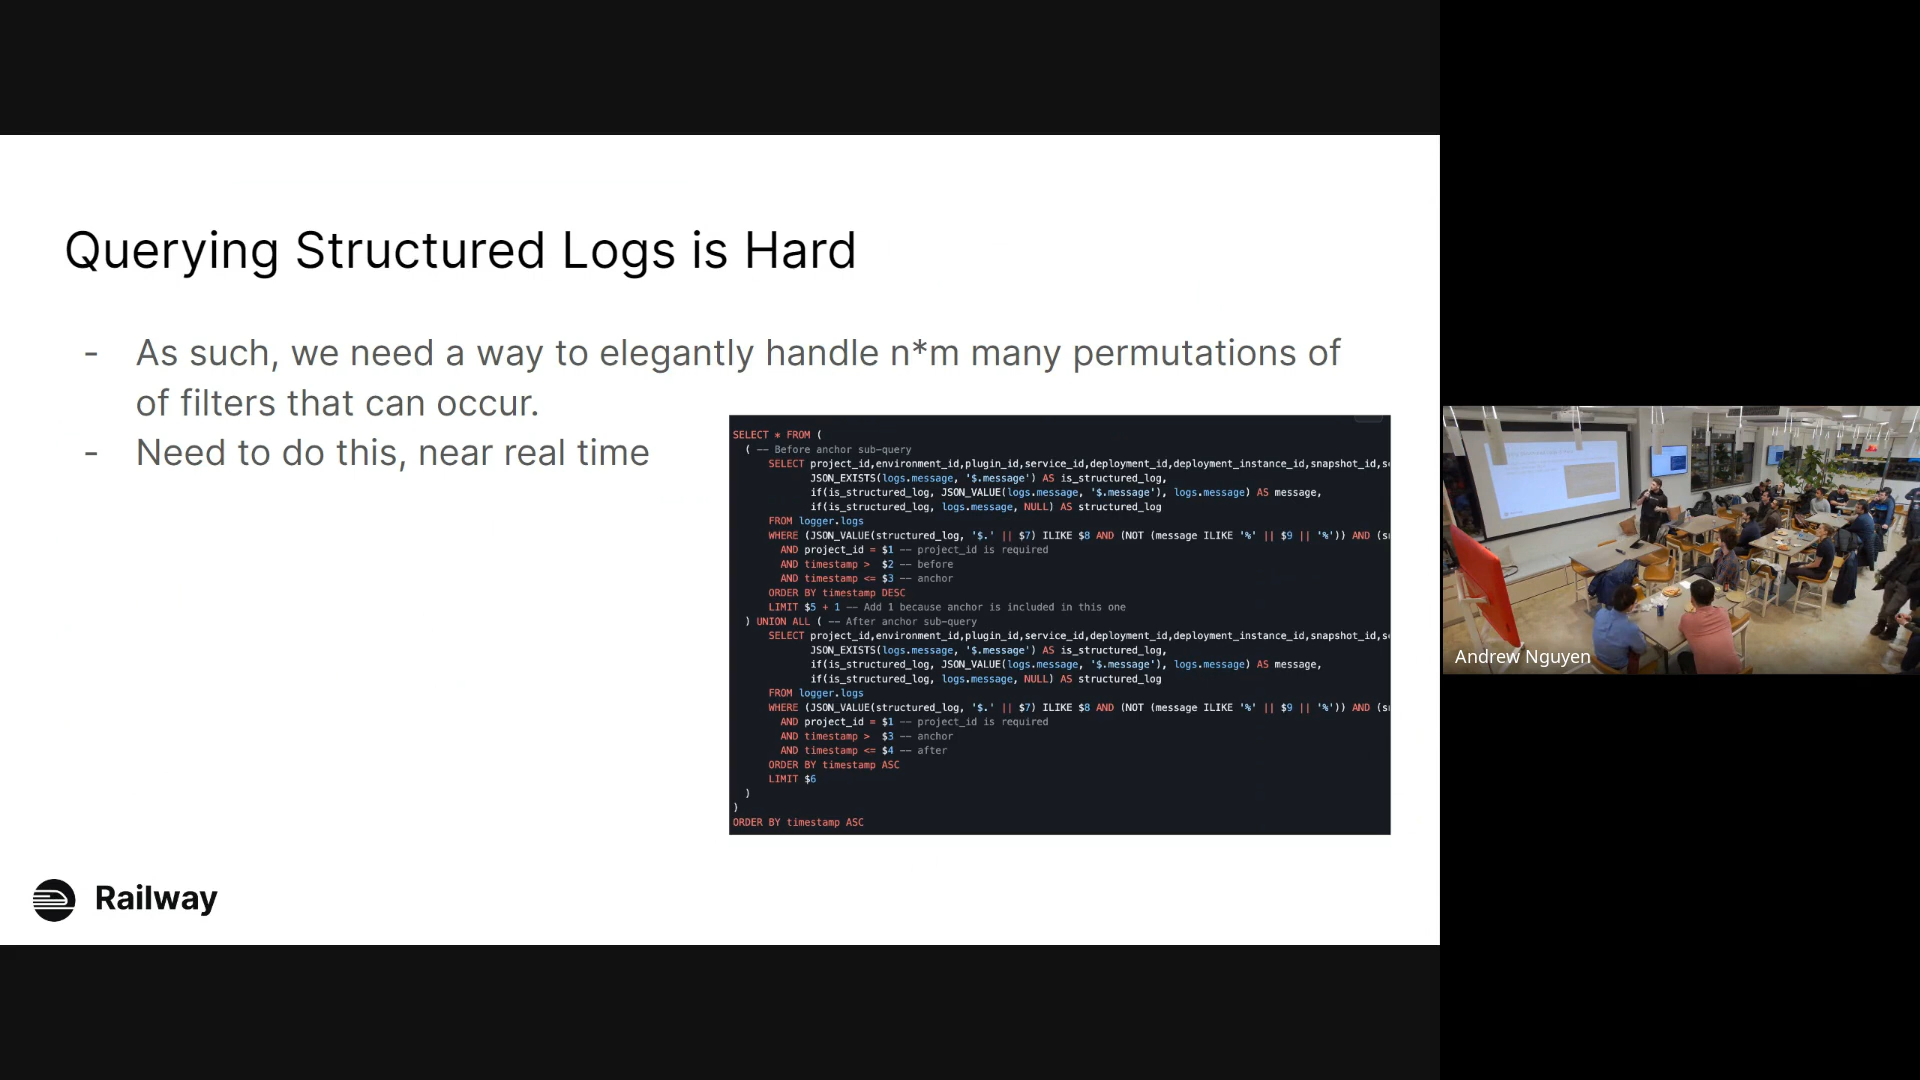 Querying Structured Logs is Hard
- As such, we need a way to elegantly handle n*m many permutations of
of filters that can occur.
- Need to do this, near real time
SELECT * FROM (
( -- Before anchor sub-query
SELECT project_id,environment_id,plugin_id,service_id,deployment_id,deployment_instance_id,snapshot_id,s
JSON_EXISTS(logs.message, '$.message') AS is_structured_log,
if(is_structured_log, JSON_VALUE(logs.message, '$.message'), logs.message) AS message,
if(is_structured_log, logs.message, NULL) AS structured_log
FROM logger.logs
WHERE (JSON_VALUE(structured_log, '$.' || $7) ILIKE $8 AND (NOT (message ILIKE '%' || $9 || '%')) AND (s
AND project_id = $1 -- project_id is required
AND timestamp > $2 -- before
AND timestamp <= $3 -- anchor
ORDER BY timestamp DESC
LIMIT $5 + 1 -- Add 1 because anchor is included in this one
) UNION ALL ( -- After anchor sub-query
SELECT project_id,environment_id,plugin_id,service_id,deployment_id,deployment_instance_id,snapshot_id,s
JSON_EXISTS(logs.message, '$.message') AS is_structured_log,
if(is_structured_log, JSON_VALUE(logs.message, '$.message'), logs.message) AS message,
if(is_structured_log, logs.message, NULL) AS structured_log
FROM logger.logs
WHERE (JSON_VALUE(structured_log, '$.' || $7) ILIKE $8 AND (NOT (message ILIKE '%' || $9 || '%')) AND (s
AND project_id = $1 -- project_id is required
AND timestamp > $3 -- anchor
AND timestamp <= $4 -- after
ORDER BY timestamp ASC
LIMIT $6
)
)
ORDER BY timestamp ASC
Railway
Andrew Nguyen